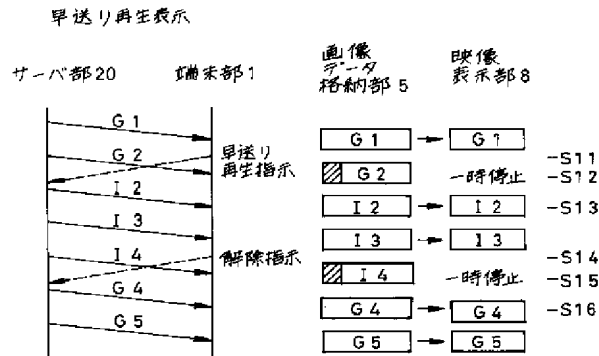 早送り再生表示
サーバ部20 端末部1 画像データ格納部5 映像表示部8
G1
G2
I2
I3
I4
G4
G5
早送り
再生指示
解除指示
G1 G1
-S11
G2 一時停止 -S12
I2 I2 -S13
I3 I3
-S14
I4 一時停止 -S15
G4 G4 -S16
G5 G5